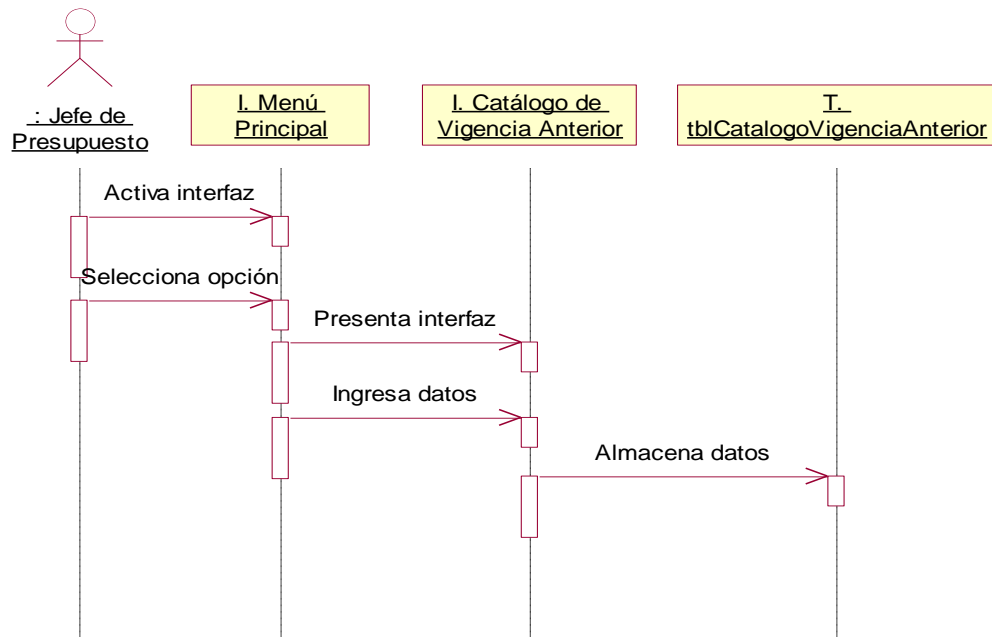 : Jefe de
Presupuesto
I. Menú
Principal
I. Catálogo de
Vigencia Anterior
T.
tblCatalogoVigenciaAnterior
Activa interfaz
Selecciona opción
Presenta interfaz
Ingresa datos
Almacena datos